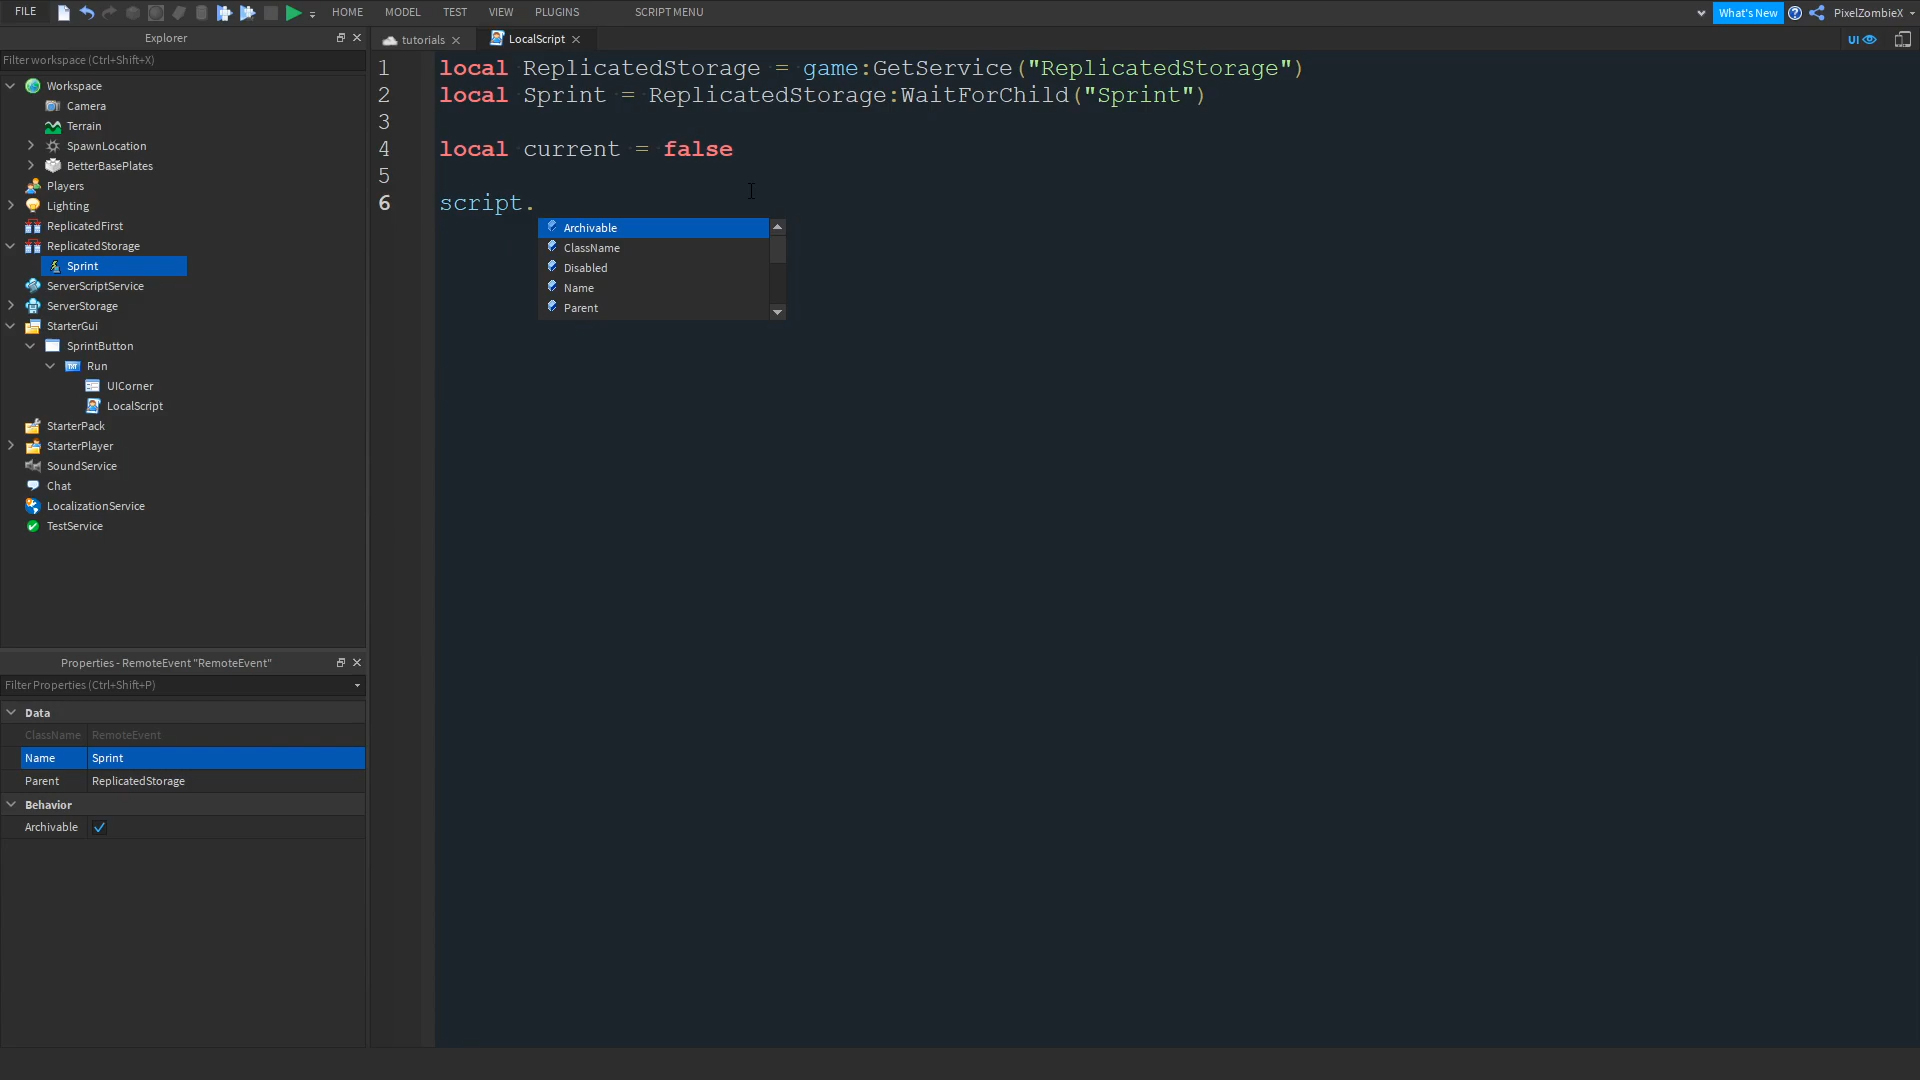 FILE HOME MODEL TEST VIEW PLUGINS SCRIPT MENU What's New PixelZombieX
Explorer
tutorials
LocalScript
UI
Filter workspace (Ctrl+Shift+X)
Workspace
Camera
Terrain
SpawnLocation
BetterBasePlates
Players
Lighting
ReplicatedFirst
ReplicatedStorage
Sprint
ServerScriptService
ServerStorage
StarterGui
SprintButton
Run
UICorner
LocalScript
StarterPack
StarterPlayer
SoundService
Chat
LocalizationService
TestService
Properties - RemoteEvent "RemoteEvent"
Filter Properties (Ctrl+Shift+P)
Data
ClassName RemoteEvent
Name Sprint
Parent ReplicatedStorage
Behavior
Archivable
1 local ReplicatedStorage = game:GetService("ReplicatedStorage")
2 local Sprint = ReplicatedStorage:WaitForChild("Sprint")
3
4 local current = false
5
6 script.
Archivable
ClassName
Disabled
Name
Parent